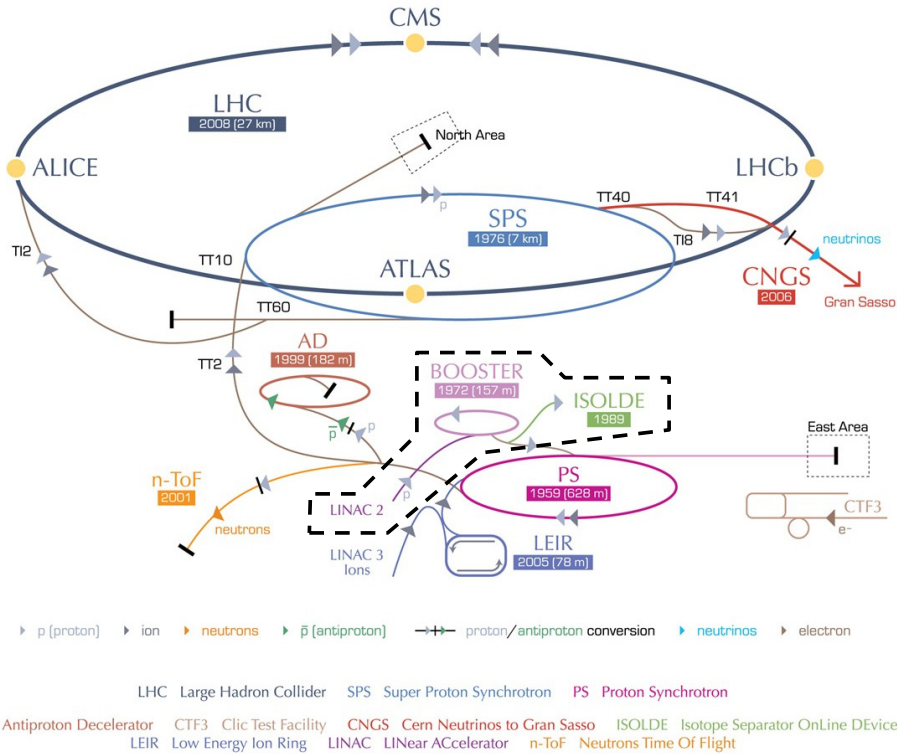 CMS
LHC
2008 (27 km)
North Area
ALICE
LHCb
TT40
TT41
SPS
1976 (7 km)
p
TI2
TT10
TI8
neutrinos
ATLAS
CNGS
2006
Gran Sasso
TT60
AD
1999 (182 m)
TT2
BOOSTER
1972 (157 m)
ISOLDE
1989
p̅
p
East Area
n-ToF
2001
PS
1959 (628 m)
p
LINAC 2
neutrons
CTF3
e-
LINAC 3
Ions
LEIR
2005 (78 m)
p (proton) ion neutrons p̅ (antiproton) proton/antiproton conversion neutrinos electron
LHC Large Hadron Collider SPS Super Proton Synchrotron PS Proton Synchrotron
Antiproton Decelerator CTF3 Clic Test Facility CNGS Cern Neutrinos to Gran Sasso ISOLDE Isotope Separator OnLine DEvice
LEIR Low Energy Ion Ring LINAC LINear ACcelerator n-ToF Neutrons Time Of Flight